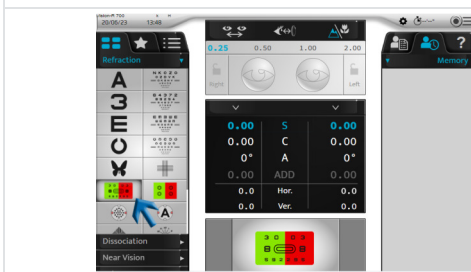 Vision-R 700
20/06/23 13:48
Refraction
A
3
E
A
0.25 0.50 1.00 2.00
Right Left
0.00 S 0.00
0.00 C 0.00
0° A 0°
0.00 ADD 0.00
0.0 Hor. 0.0
0.0 Ver. 0.0
Dissociation
Near Vision
?
Memory